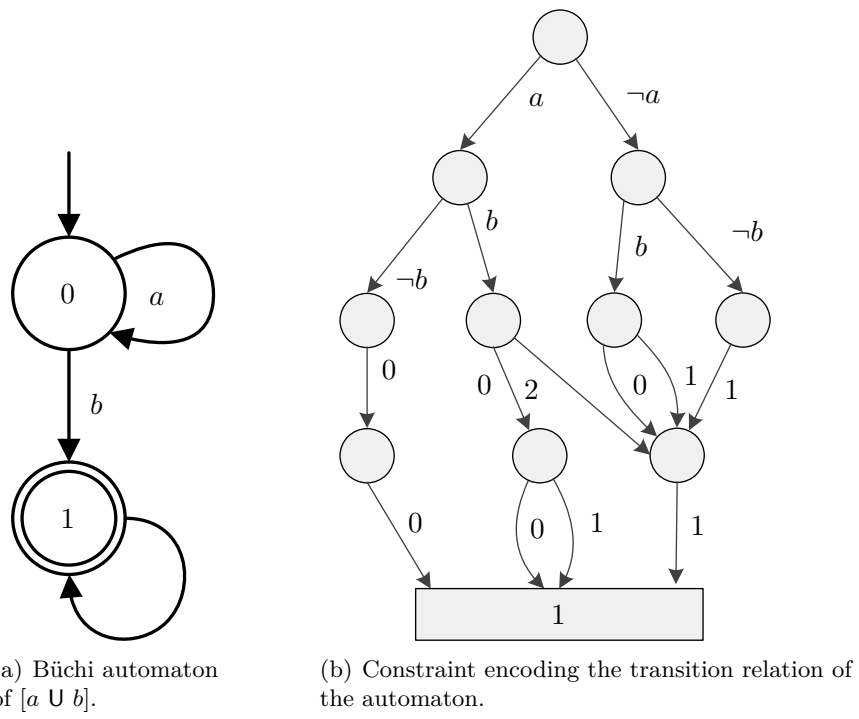 a
¬a
b
b
¬b
¬b
0
a
0
0
2
0
1
1
b
1
0
0
1
1
1
a) Büchi automaton
of [a U b].
(b) Constraint encoding the transition relation of
the automaton.